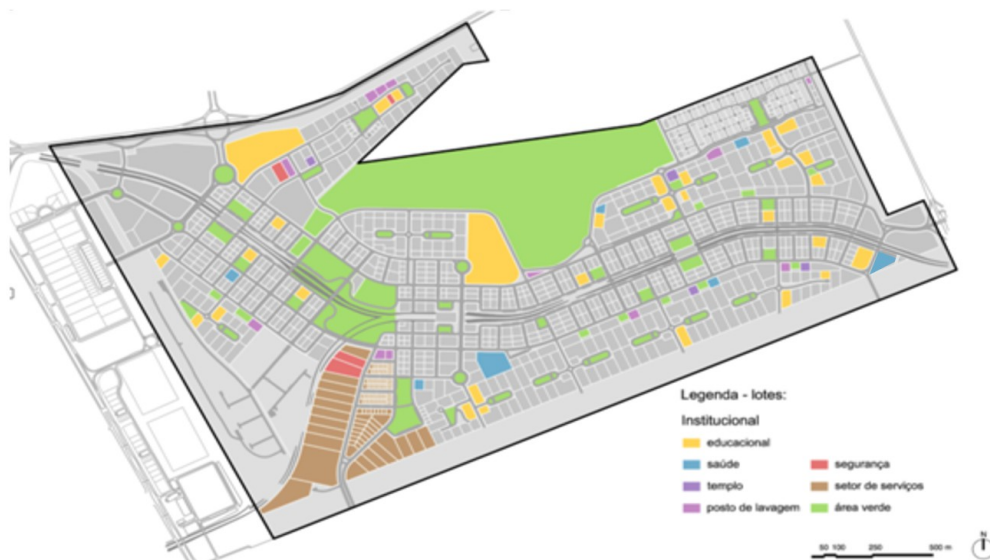 Legenda - lotes:
Institucional
educacional
saúde
segurança
templo
setor de serviços
posto de lavagem
área verde
N
50 100 250 500 m